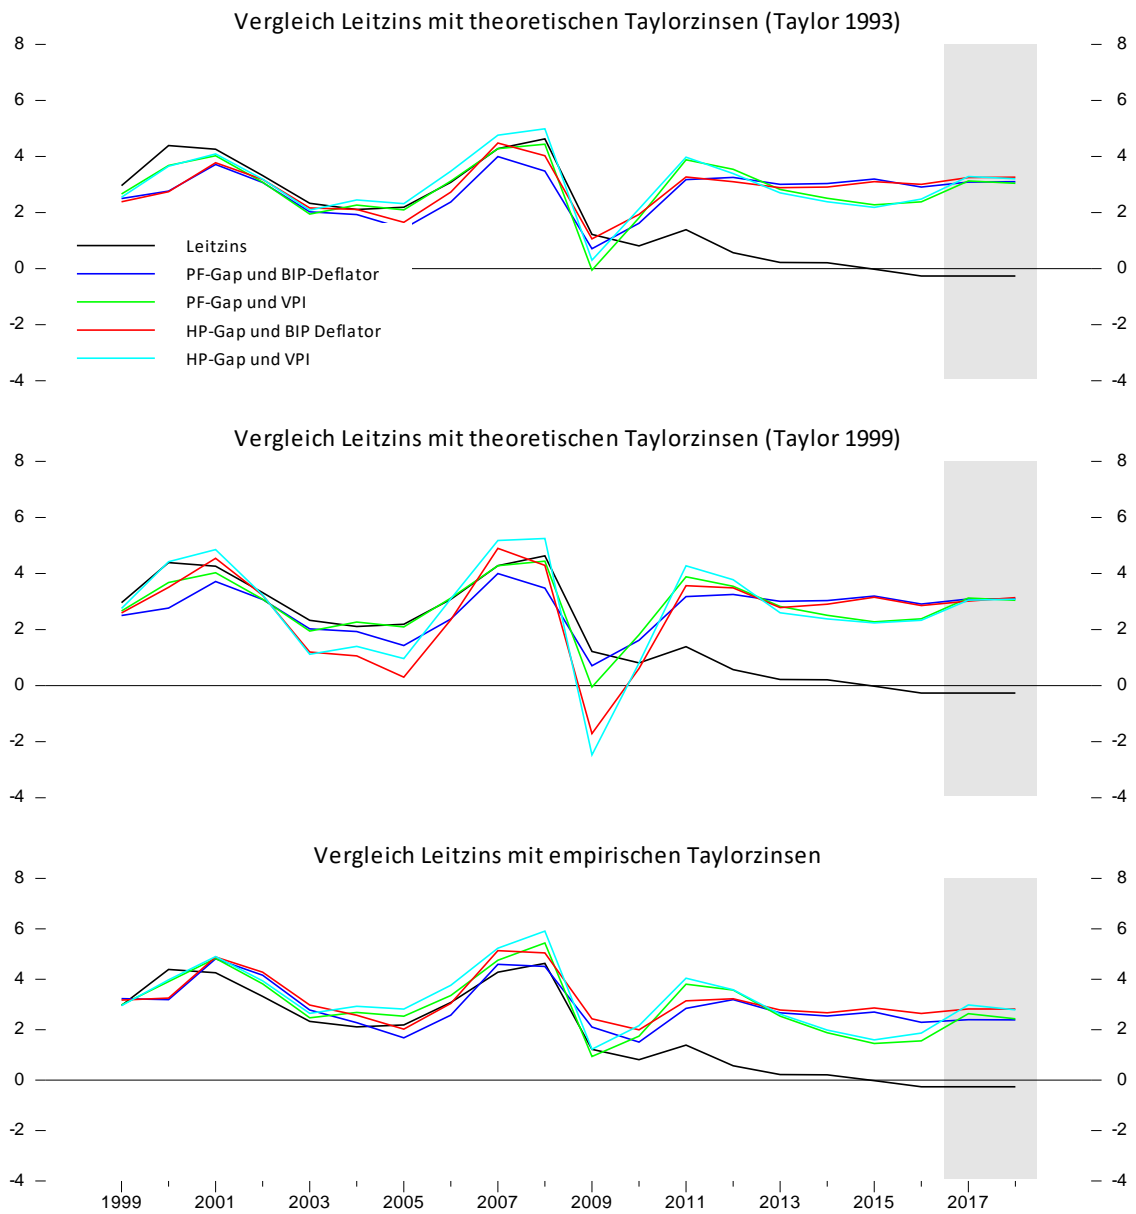 Vergleich Leitzins mit theoretischen Taylorzinsen (Taylor 1993)
8 8
6 6
4 4
2 2
Leitzins
0 PF-Gap und BIP-Deflator 0
PF-Gap und VPI
-2 -2
HP-Gap und BIP Deflator
HP-Gap und VPI
-4 -4
Vergleich Leitzins mit theoretischen Taylorzinsen (Taylor 1999)
8 8
6 6
4 4
2 2
0 0
-2 -2
-4 -4
Vergleich Leitzins mit empirischen Taylorzinsen
8 8
6 6
4 4
2 2
0 0
-2 -2
-4 -4
1999 2001 2003 2005 2007 2009 2011 2013 2015 2017